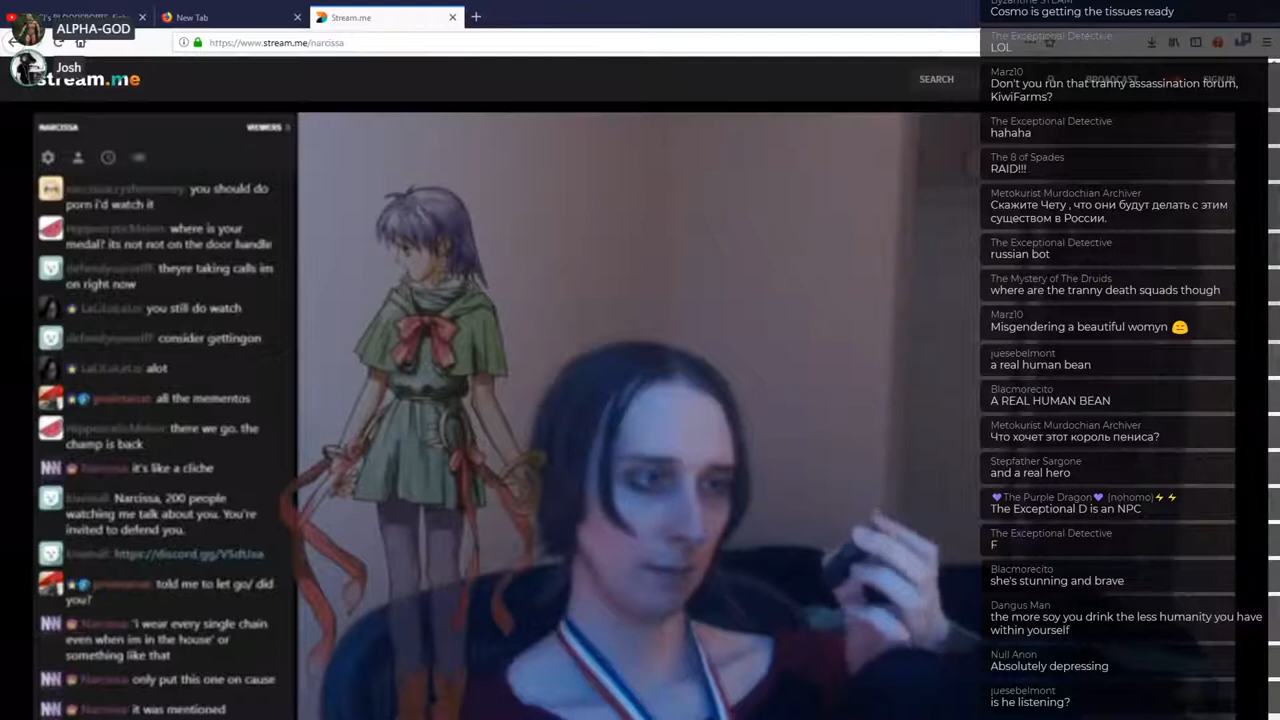 New Tab
Stream.me
ALPHA-GOD
https://www.stream.me/narcissa
Josh
stream.me
SEARCH
BROADCAST
SIGN IN
NARCISSA
VIEWERS
you should do
porn i'd watch it
where is your
medal? its not not on the door handle
theyre taking calls im
on right now
you still do watch
consider gettingon
alot
all the mementos
there we go. the
champ is back
Narcissa it's like a cliche
Narcissa, 200 people
watching me talk about you. You're
invited to defend you.
told me to let go/ did
you?
Narcissa 'i wear every single chain
even when im in the house' or
something like that
Narcissa only put this one on cause
Narcissa it was mentioned
Byzantine STEAM
Cosmo is getting the tissues ready
The Exceptional Detective
LOL
Marz10
Don't you run that tranny assassination forum,
KiwiFarms?
The Exceptional Detective
hahaha
The 8 of Spades
RAID!!!
Metokurist Murdochian Archiver
Скажите Чету , что они будут делать с этим
существом в России.
The Exceptional Detective
russian bot
The Mystery of The Druids
where are the tranny death squads though
Marz10
Misgendering a beautiful womyn 😑
juesebelmont
a real human bean
Blacmorecito
A REAL HUMAN BEAN
Metokurist Murdochian Archiver
Что хочет этот король пениса?
Stepfather Sargone
and a real hero
💜The Purple Dragon💜 (nohomo)⚡⚡
The Exceptional D is an NPC
The Exceptional Detective
F
Blacmorecito
she's stunning and brave
Dangus Man
the more soy you drink the less humanity you have
within yourself
Null Anon
Absolutely depressing
juesebelmont
is he listening?